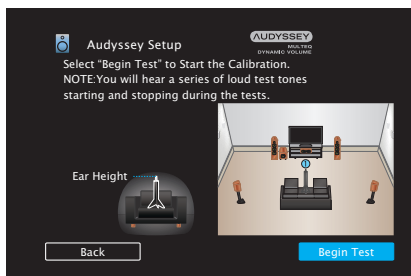 Audyssey Setup
AUDYSSEY
MULTEQ
DYNAMIC VOLUME
Select “Begin Test” to Start the Calibration.
NOTE:You will hear a series of loud test tones
starting and stopping during the tests.
Ear Height
Back
Begin Test